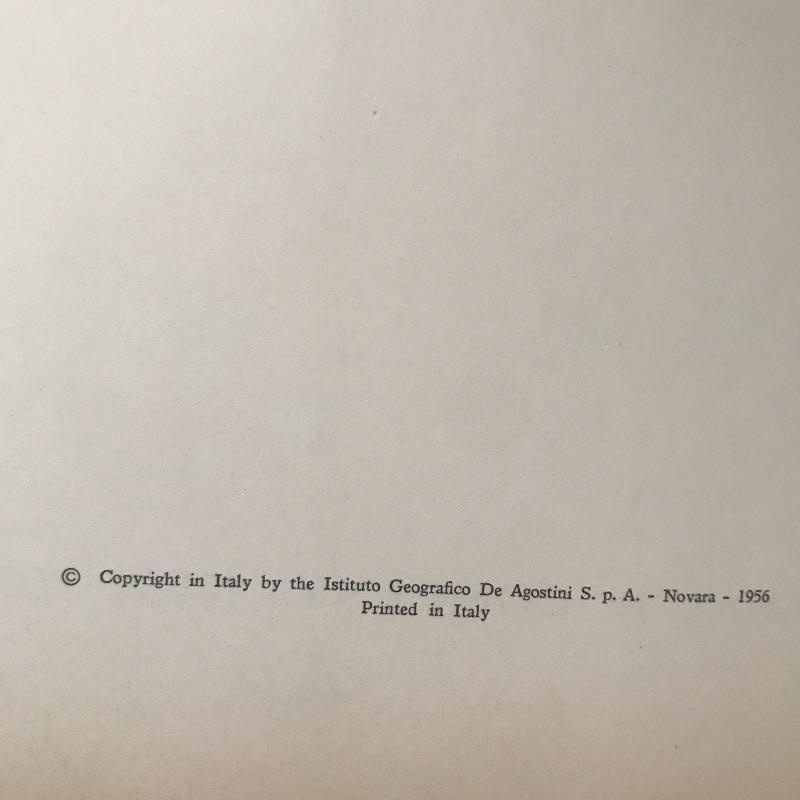 © Copyright in Italy by the Istituto Geografico De Agostini S. p. A. - Novara - 1956
Printed in Italy